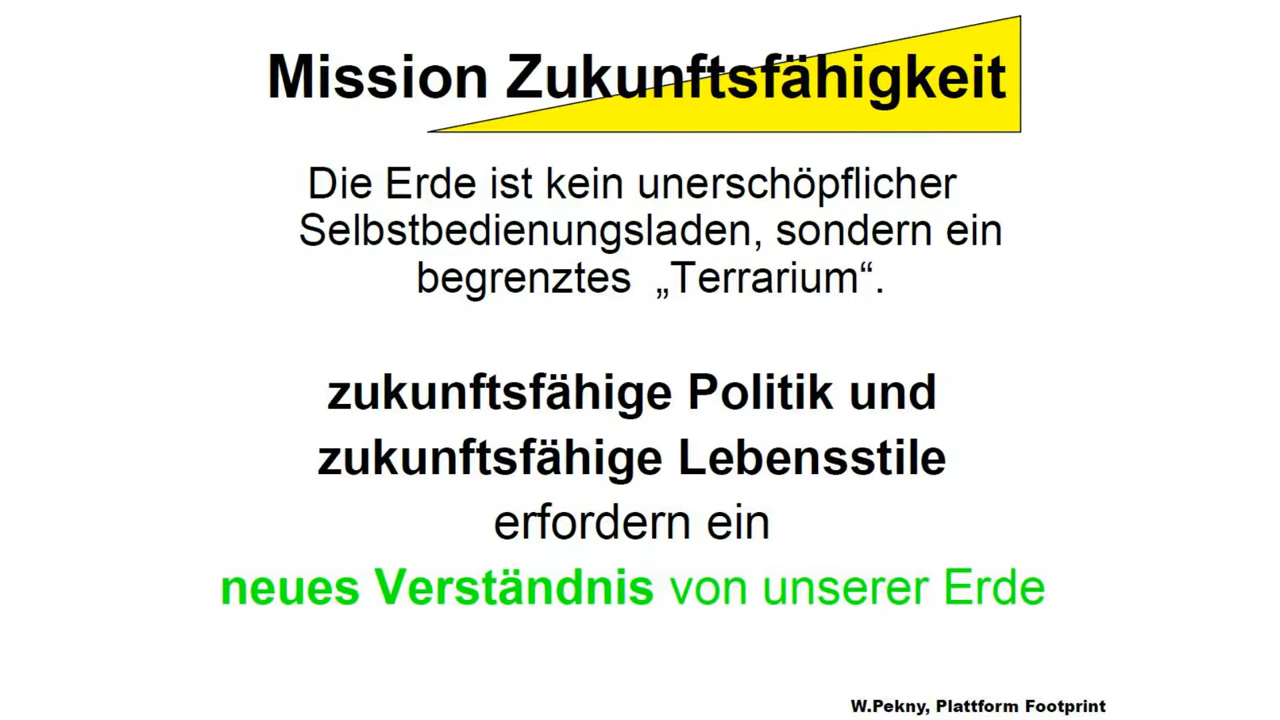 Mission Zukunftsfähigkeit
Die Erde ist kein unerschöpflicher
Selbstbedienungsladen, sondern ein
begrenztes „Terrarium“.
zukunftsfähige Politik und
zukunftsfähige Lebensstile
erfordern ein
neues Verständnis von unserer Erde
W.Pekny, Plattform Footprint